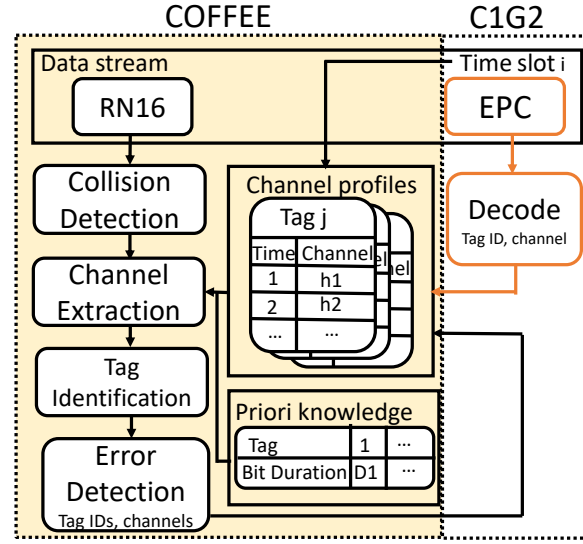 COFFEE
C1G2
Data stream
Time slot i
RN16
EPC
Collision
Detection
Channel profiles
Decode
Tag ID, channel
Tag j
Time Channel
1 h1
2 h2
... ...
nel
nel
Channel
Extraction
Tag
Identification
Priori knowledge
Tag 1 ...
Bit Duration D1 ...
Error
Detection
Tag IDs, channels